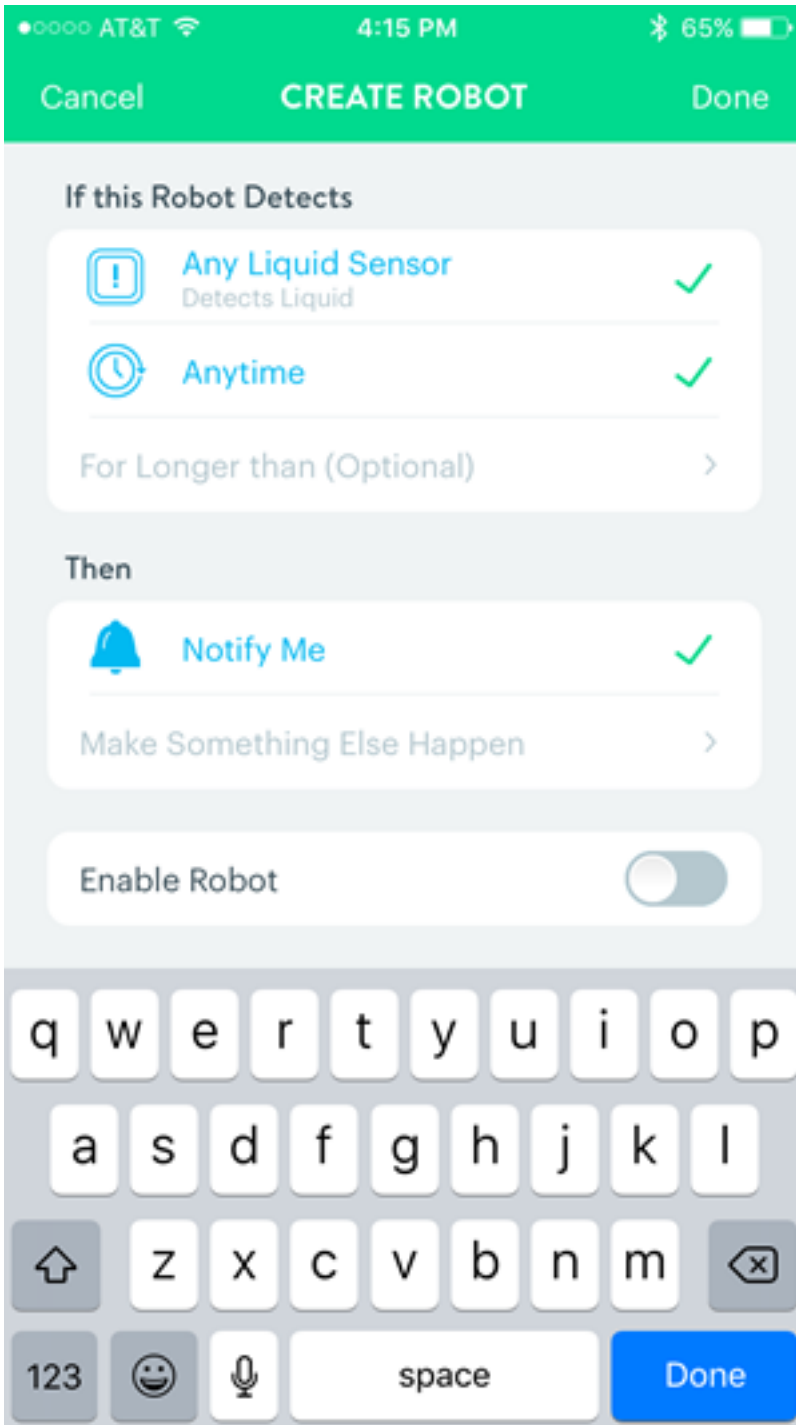 AT&T 4:15 PM 65%
Cancel CREATE ROBOT Done
If this Robot Detects
Any Liquid Sensor
Detects Liquid
Anytime
For Longer than (Optional)
Then
Notify Me
Make Something Else Happen
Enable Robot
q w e r t y u i o p
a s d f g h j k l
z x c v b n m
123 space Done